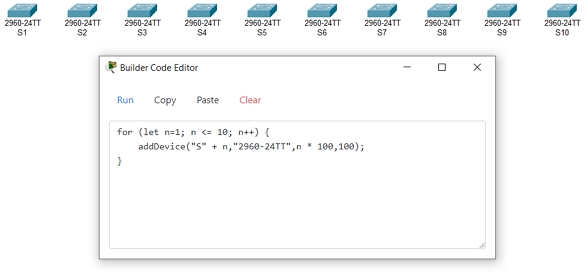 2960-24TT 2960-24TT 2960-24TT 2960-24TT 2960-24TT 2960-24TT 2960-24TT 2960-24TT 2960-24TT 2960-24TT
S1 S2 S3 S4 S5 S6 S7 S8 S9 S10
Builder Code Editor
Run Copy Paste Clear
for (let n=1; n <= 10; n++) {
    addDevice("S" + n,"2960-24TT",n * 100,100);
}